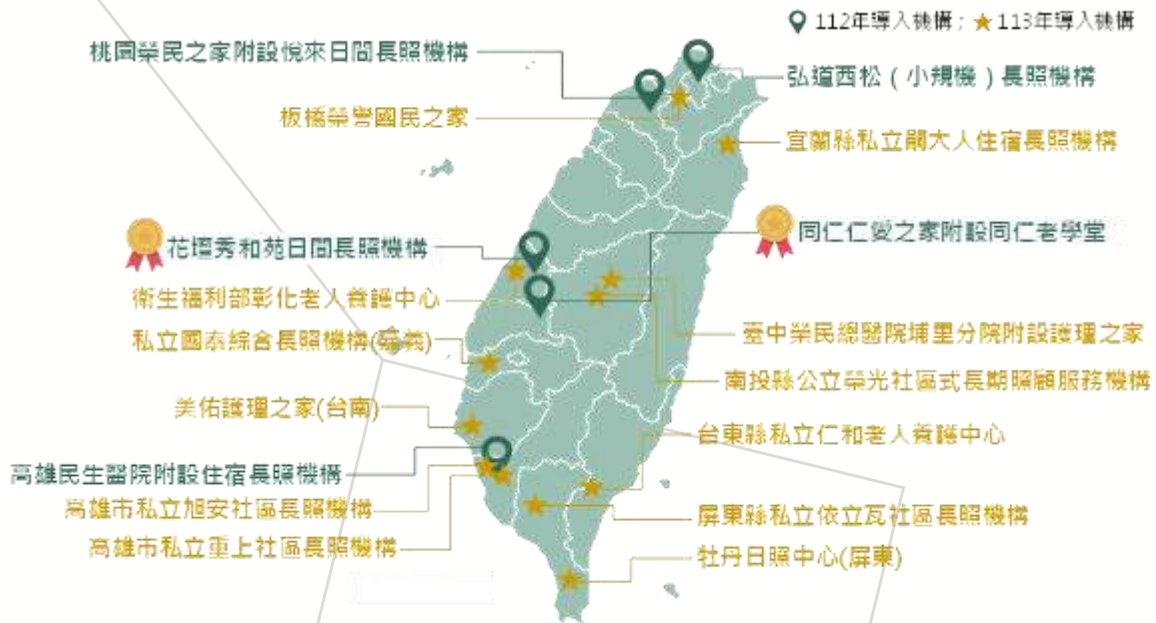 112年導入機構；113年導入機構
桃園榮民之家附設悅來日間長照機構
弘道西松（小規機）長照機構
板橋榮譽國民之家
宜蘭縣私立嗣大人住宿長照機構
花壇秀和苑日間長照機構
同仁仁愛之家附設同仁老學堂
衛生福利部彰化老人養護中心
私立國泰綜合長照機構(嘉義)
臺中榮民總醫院埔里分院附設護理之家
南投縣公立榮光社區式長期照顧服務機構
美佑護理之家(台南)
台東縣私立仁和老人養護中心
高雄民生醫院附設住宿長照機構
高雄市私立旭安社區長照機構
屏東縣私立依立瓦社區長照機構
高雄市私立重上社區長照機構
牡丹日照中心(屏東)